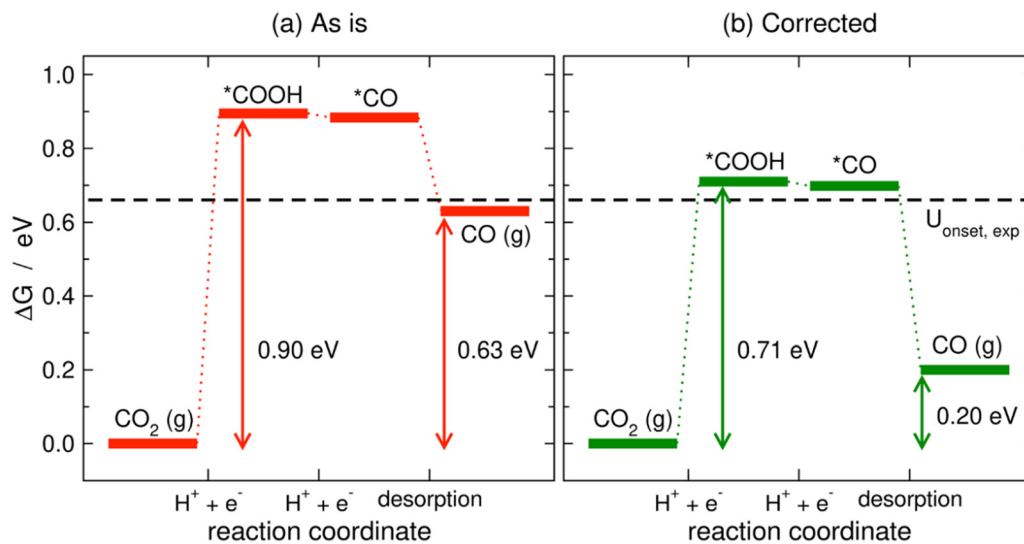 (a) As is
(b) Corrected
ΔG / eV
1.0
0.8
0.6
0.4
0.2
0.0
*COOH
*CO
CO (g)
0.90 eV
0.63 eV
CO₂ (g)
H⁺ + e⁻
H⁺ + e⁻
desorption
reaction coordinate
*COOH
*CO
U onset, exp
0.71 eV
CO (g)
0.20 eV
CO₂ (g)
H⁺ + e⁻
H⁺ + e⁻
desorption
reaction coordinate